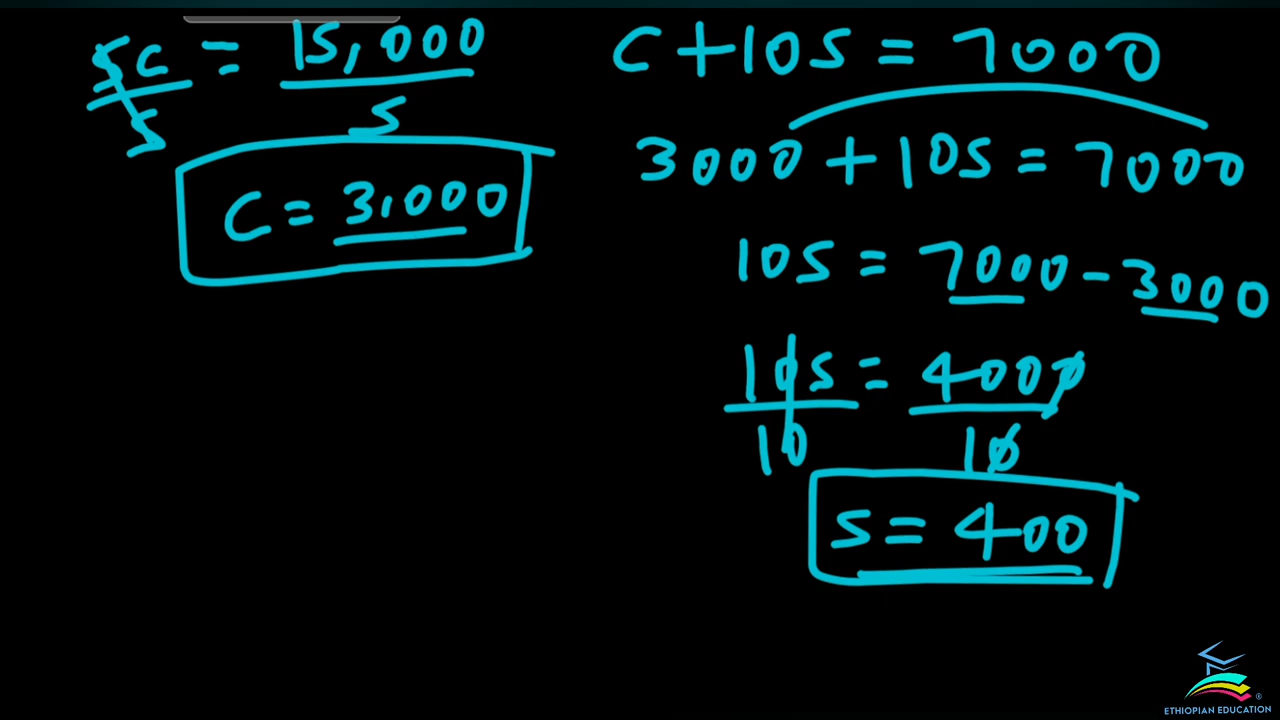 5c/5 = 15,000/5
C = 3,000
C + 10S = 7000
3000 + 10S = 7000
10S = 7000 - 3000
10S/10 = 4000/10
S = 400
ETHIOPIAN EDUCATION
®